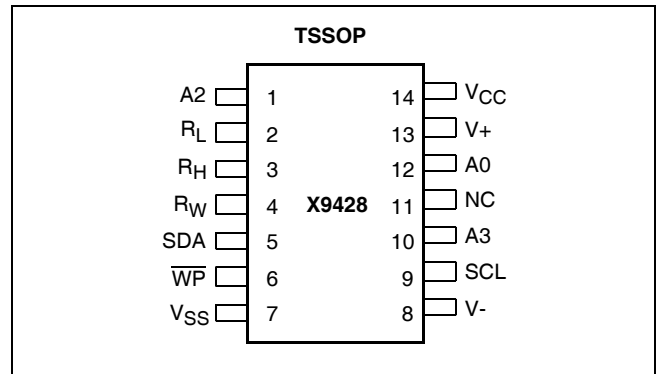 TSSOP
A2 1 14 VCC
RL 2 13 V+
RH 3 12 A0
RW 4 X9428 11 NC
SDA 5 10 A3
WP 6 9 SCL
VSS 7 8 V-